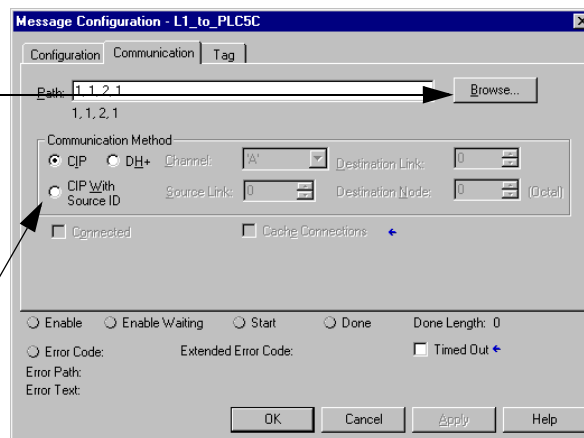 Message Configuration - L1_to_PLC5C
Configuration Communication Tag
Path: 1, 1, 2, 1 Browse...
1, 1, 2, 1
Communication Method
CIP DH+ Channel: 'A' Destination Link: 0
CIP With Source ID Source Link: 0 Destination Node: 0 (Octal)
Connected Cache Connections
Enable Enable Waiting Start Done Done Length: 0
Error Code: Extended Error Code: Timed Out
Error Path:
Error Text:
OK Cancel Apply Help